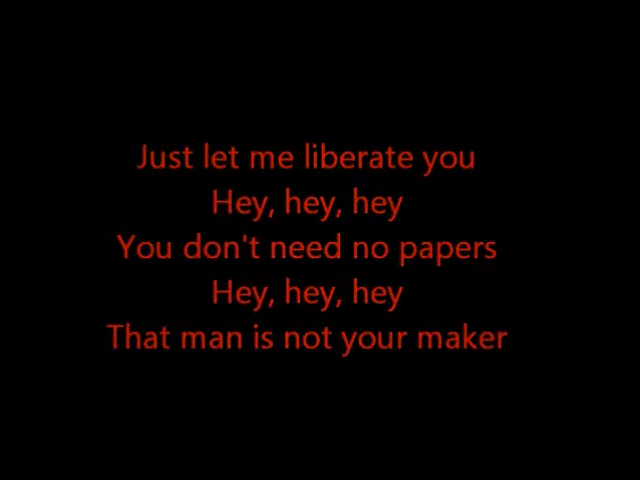 Just let me liberate you
Hey, hey, hey
You don't need no papers
Hey, hey, hey
That man is not your maker